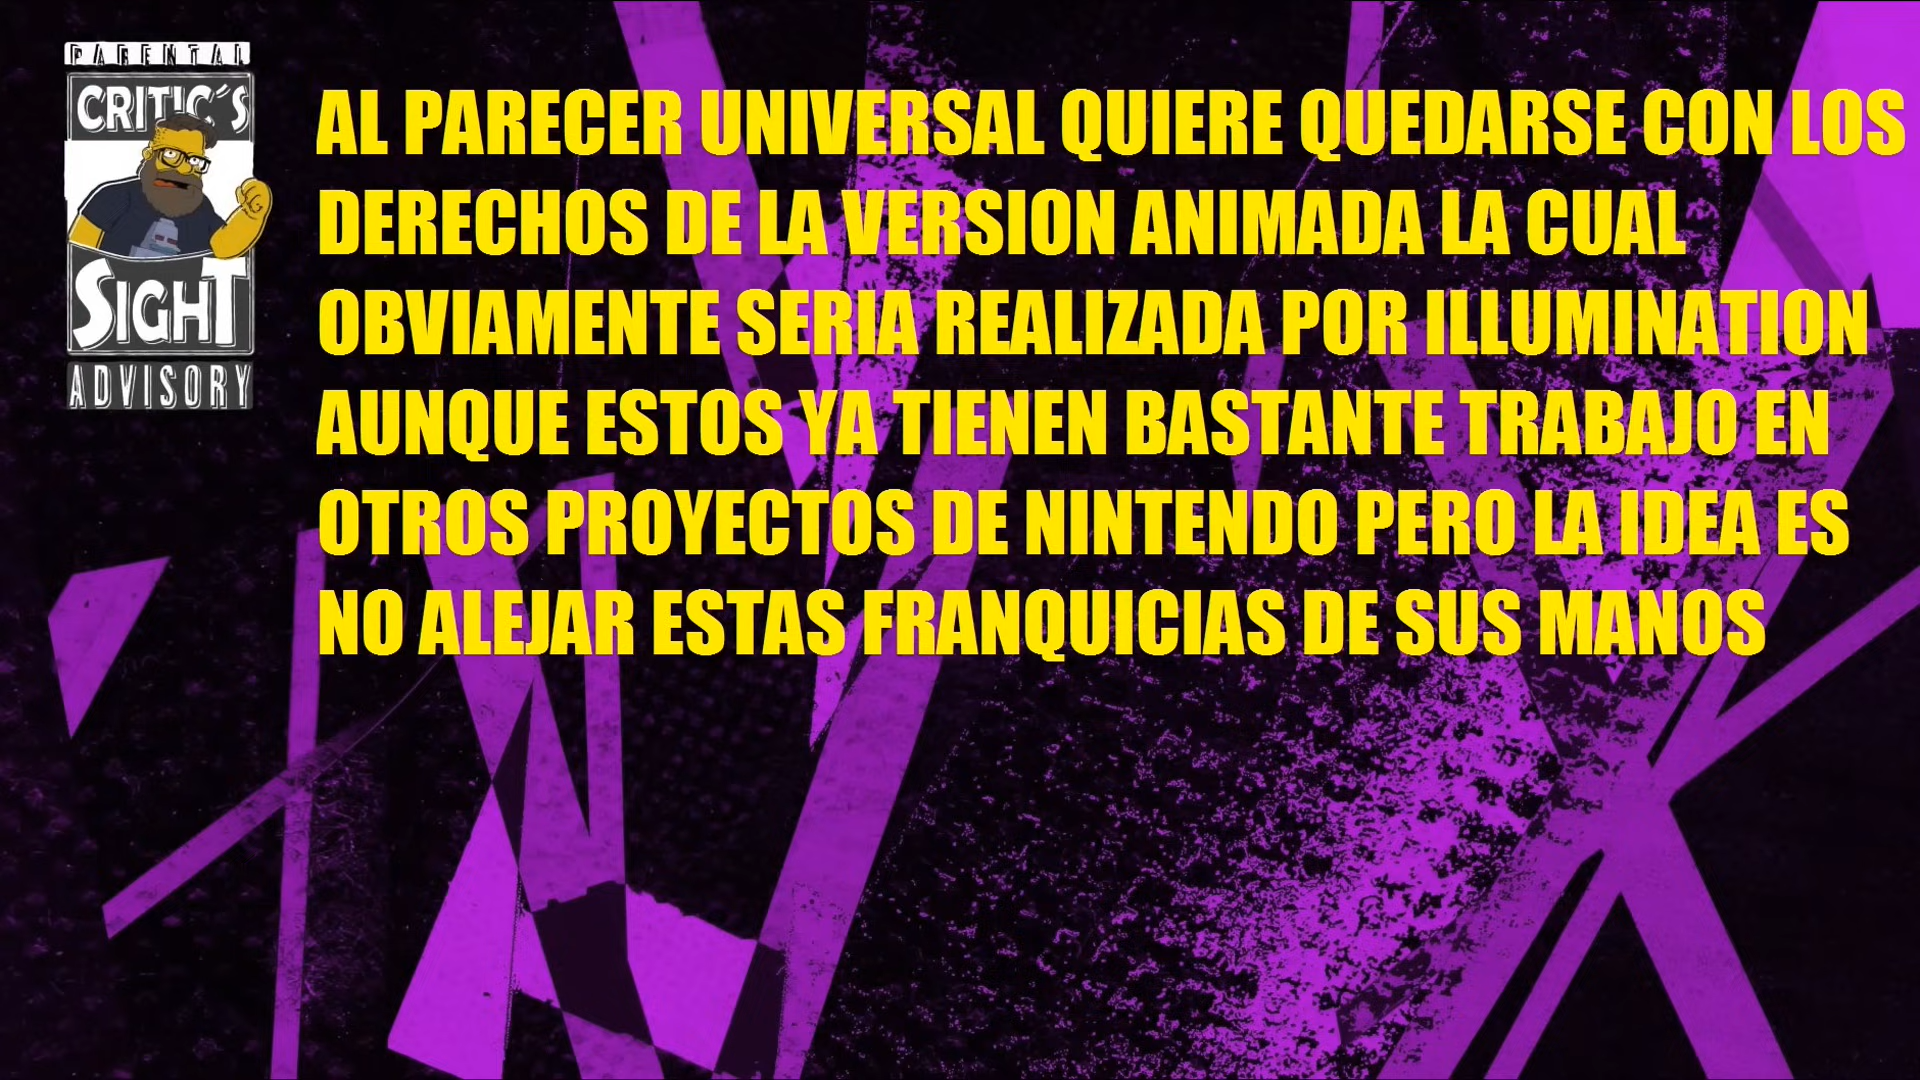 PARENTAL
CRITIC´S
SIGHT
ADVISORY
AL PARECER UNIVERSAL QUIERE QUEDARSE CON LOS
DERECHOS DE LA VERSION ANIMADA LA CUAL
OBVIAMENTE SERIA REALIZADA POR ILLUMINATION
AUNQUE ESTOS YA TIENEN BASTANTE TRABAJO EN
OTROS PROYECTOS DE NINTENDO PERO LA IDEA ES
NO ALEJAR ESTAS FRANQUICIAS DE SUS MANOS